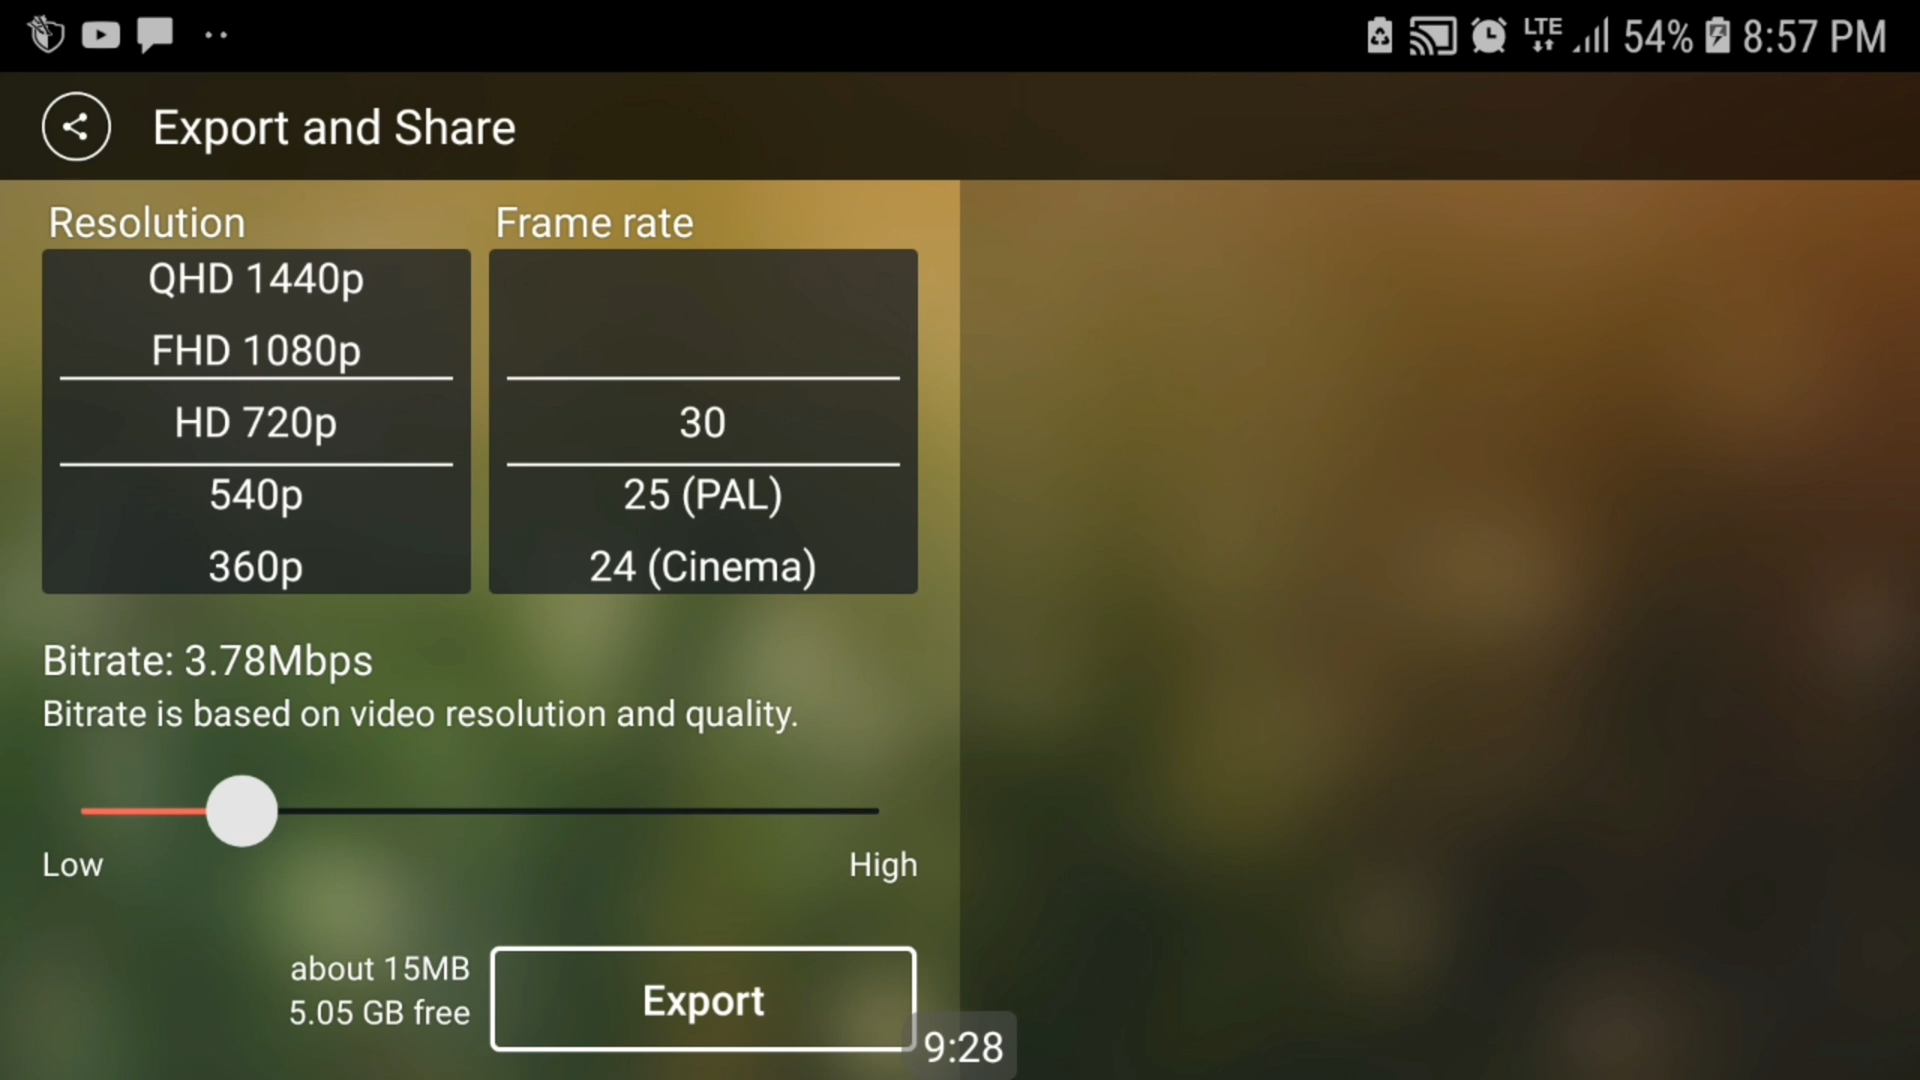 LTE 54% 8:57 PM
Export and Share
Resolution
Frame rate
QHD 1440p
FHD 1080p
HD 720p
540p
360p
30
25 (PAL)
24 (Cinema)
Bitrate: 3.78Mbps
Bitrate is based on video resolution and quality.
Low
High
about 15MB
5.05 GB free
Export
9:28